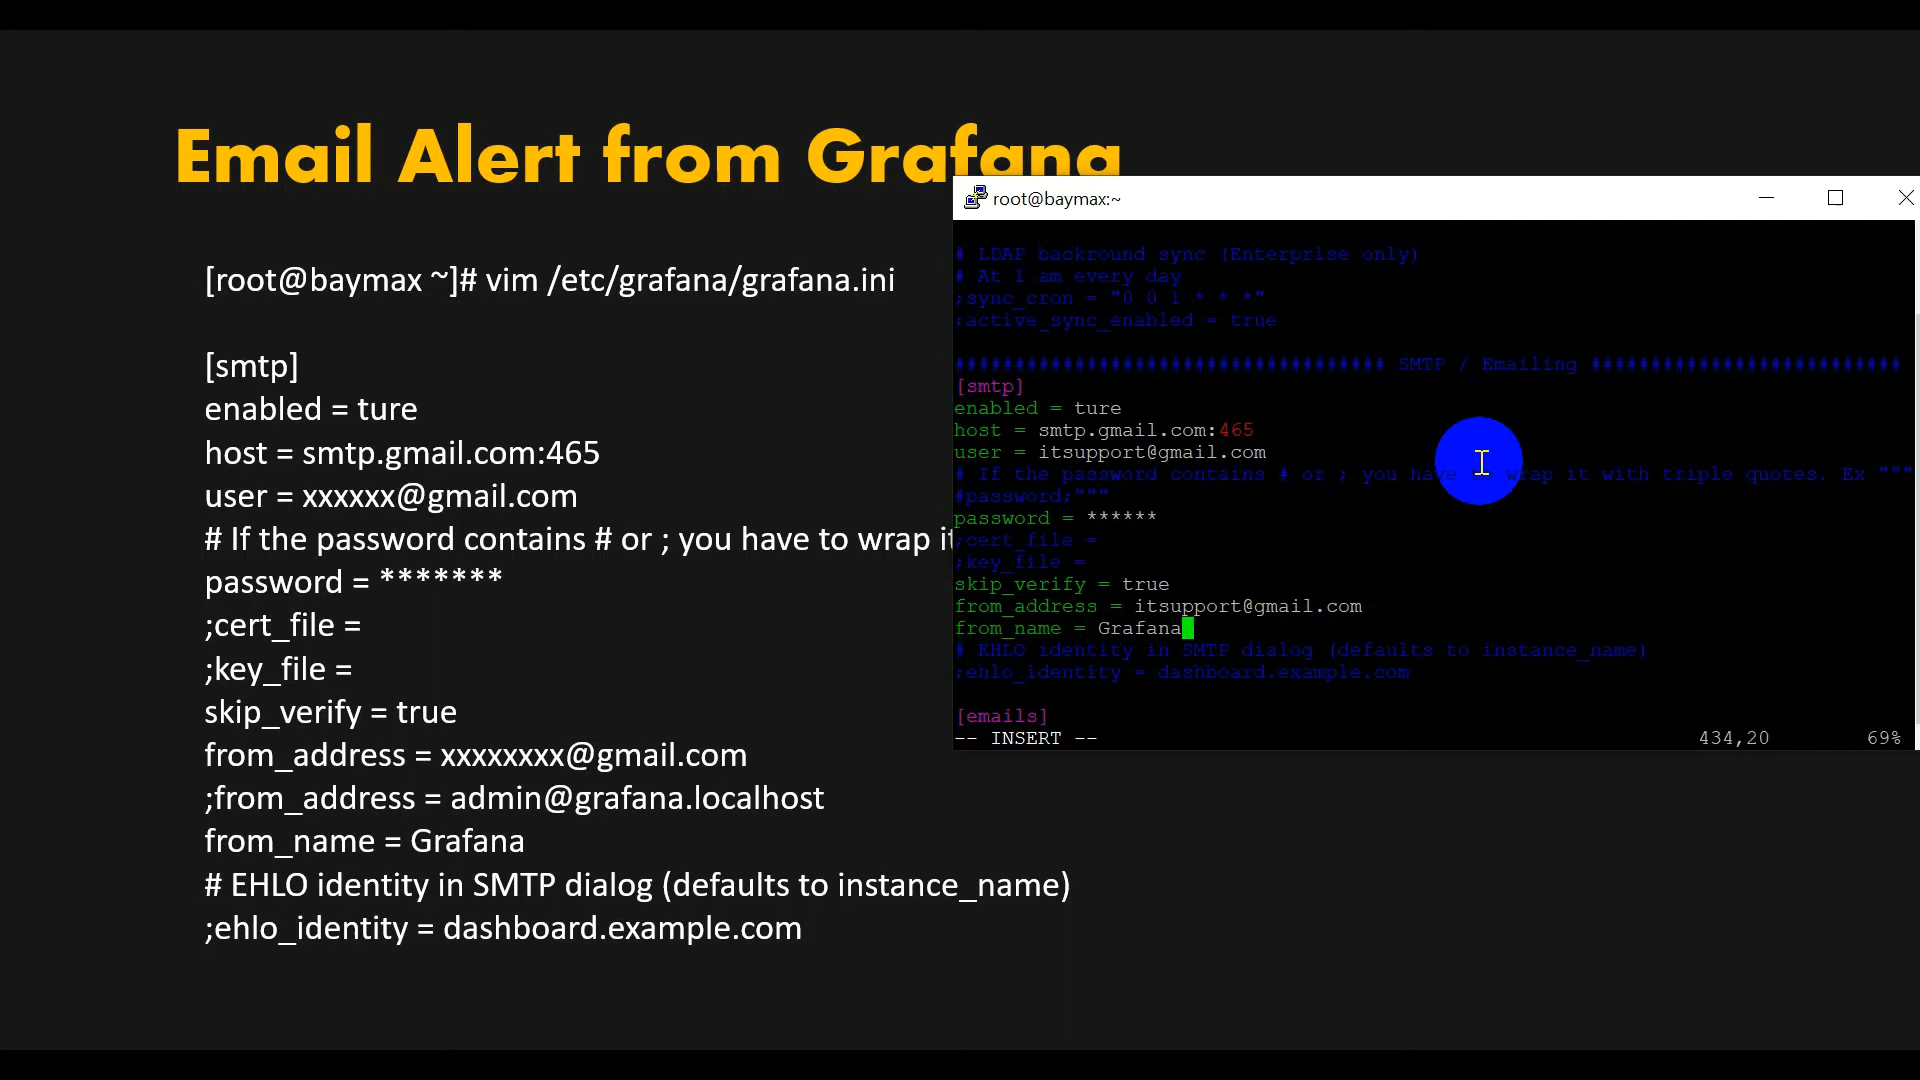 Email Alert from Grafana
[root@baymax ~]# vim /etc/grafana/grafana.ini
[smtp]
enabled = ture
host = smtp.gmail.com:465
user = xxxxxx@gmail.com
# If the password contains # or ; you have to wrap it
password = *******
;cert_file =
;key_file =
skip_verify = true
from_address = xxxxxxxx@gmail.com
;from_address = admin@grafana.localhost
from_name = Grafana
# EHLO identity in SMTP dialog (defaults to instance_name)
;ehlo_identity = dashboard.example.com
root@baymax:~
# LDAP backround sync (Enterprise only)
# At 1 am every day
;sync_cron = "0 0 1 * * *"
;active_sync_enabled = true
#################################### SMTP / Emailing ##########################
[smtp]
enabled = ture
host = smtp.gmail.com:465
user = itsupport@gmail.com
# If the password contains # or ; you have to wrap it with triple quotes. Ex """
#password;"""
password = ******
;cert_file =
;key_file =
skip_verify = true
from_address = itsupport@gmail.com
from_name = Grafana
# EHLO identity in SMTP dialog (defaults to instance_name)
;ehlo_identity = dashboard.example.com
[emails]
-- INSERT --
434,20
69%